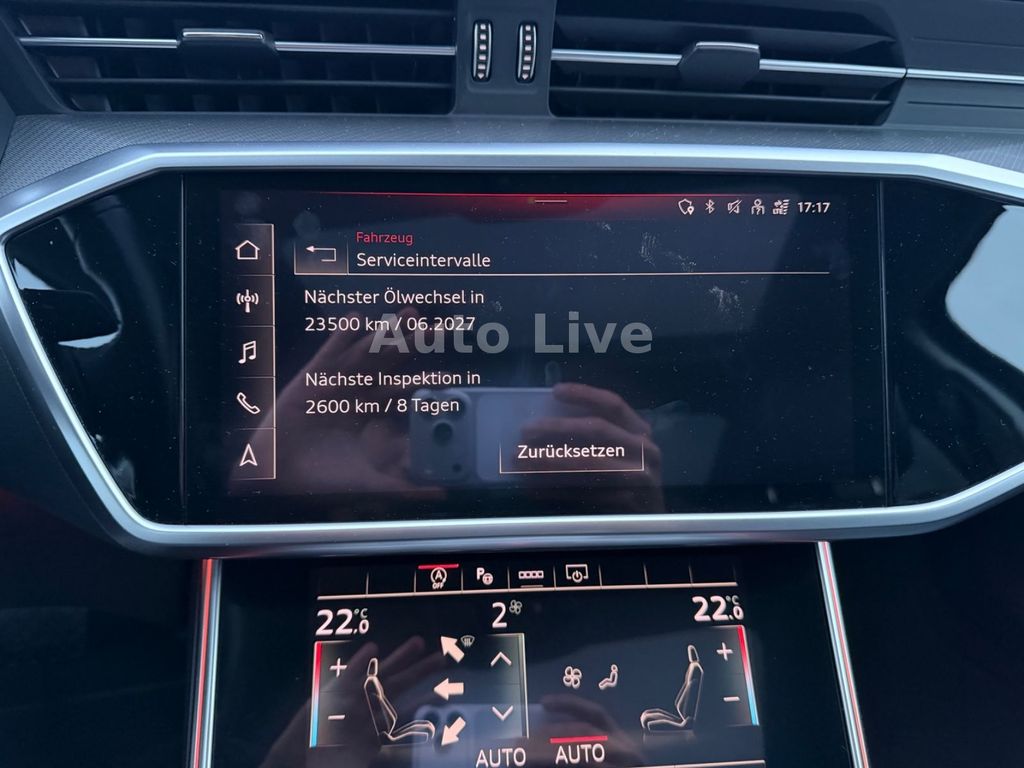 17:17
Fahrzeug
Serviceintervalle
Nächster Ölwechsel in
23500 km / 06.2027
Auto Live
Nächste Inspektion in
2600 km / 8 Tagen
Zurücksetzen
A OFF
P
22.0 °C
2
22.0 °C
+
+
−
−
AUTO
AUTO